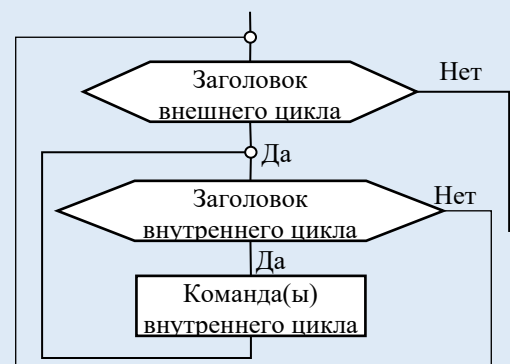 Заголовок
внешнего цикла
Нет
Да
Заголовок
внутреннего цикла
Нет
Да
Команда(ы)
внутреннего цикла